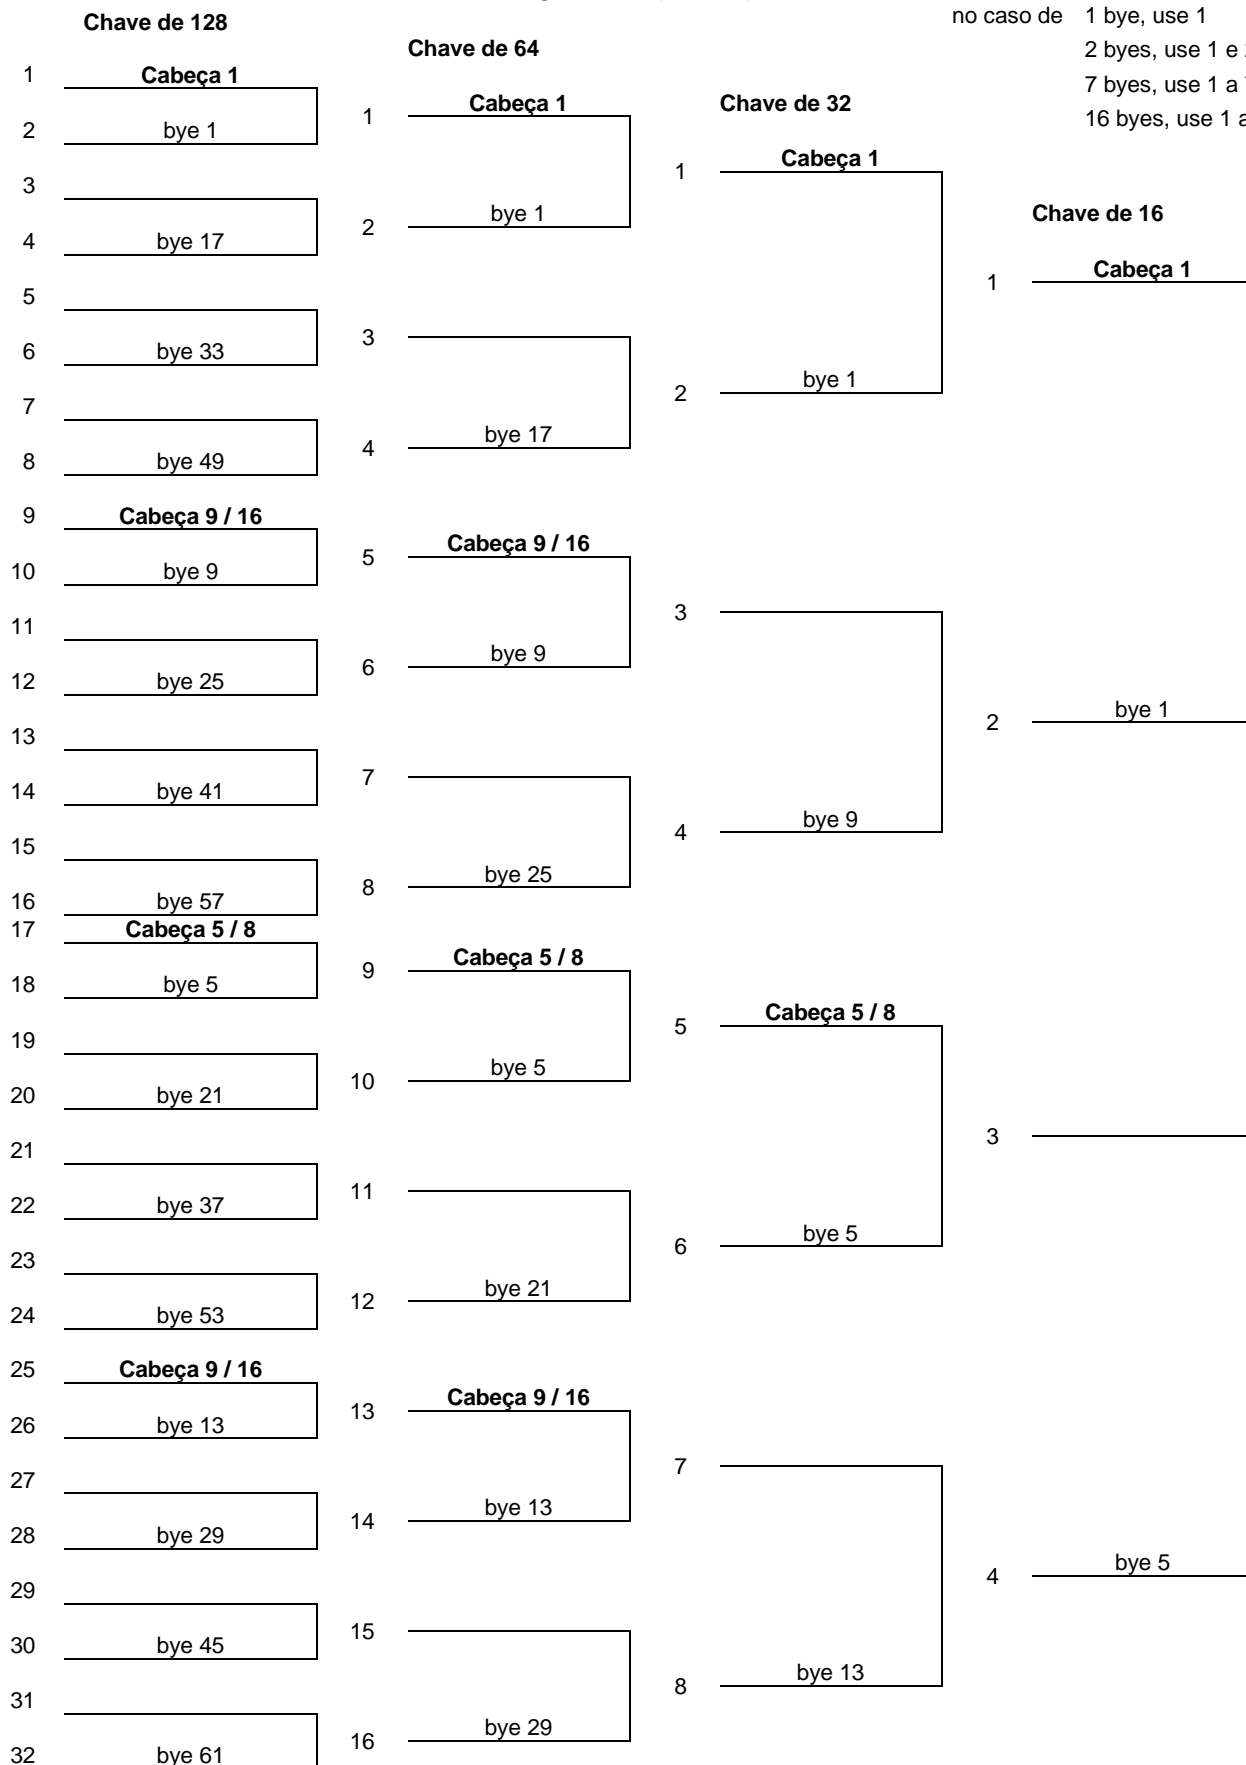 no caso de 1 bye, use 1
2 byes, use 1 e
7 byes, use 1 a
16 byes, use 1 a
Chave de 128
1 Cabeça 1
2 bye 1
3
4 bye 17
5
6 bye 33
7
8 bye 49
9 Cabeça 9 / 16
10 bye 9
11
12 bye 25
13
14 bye 41
15
16 bye 57
17 Cabeça 5 / 8
18 bye 5
19
20 bye 21
21
22 bye 37
23
24 bye 53
25 Cabeça 9 / 16
26 bye 13
27
28 bye 29
29
30 bye 45
31
32 bye 61
Chave de 64
1 Cabeça 1
2 bye 1
3
4 bye 17
5 Cabeça 9 / 16
6 bye 9
7
8 bye 25
9 Cabeça 5 / 8
10 bye 5
11
12 bye 21
13 Cabeça 9 / 16
14 bye 13
15
16 bye 29
Chave de 32
1 Cabeça 1
2 bye 1
3
4 bye 9
5 Cabeça 5 / 8
6 bye 5
7
8 bye 13
Chave de 16
1 Cabeça 1
2 bye 1
3
4 bye 5